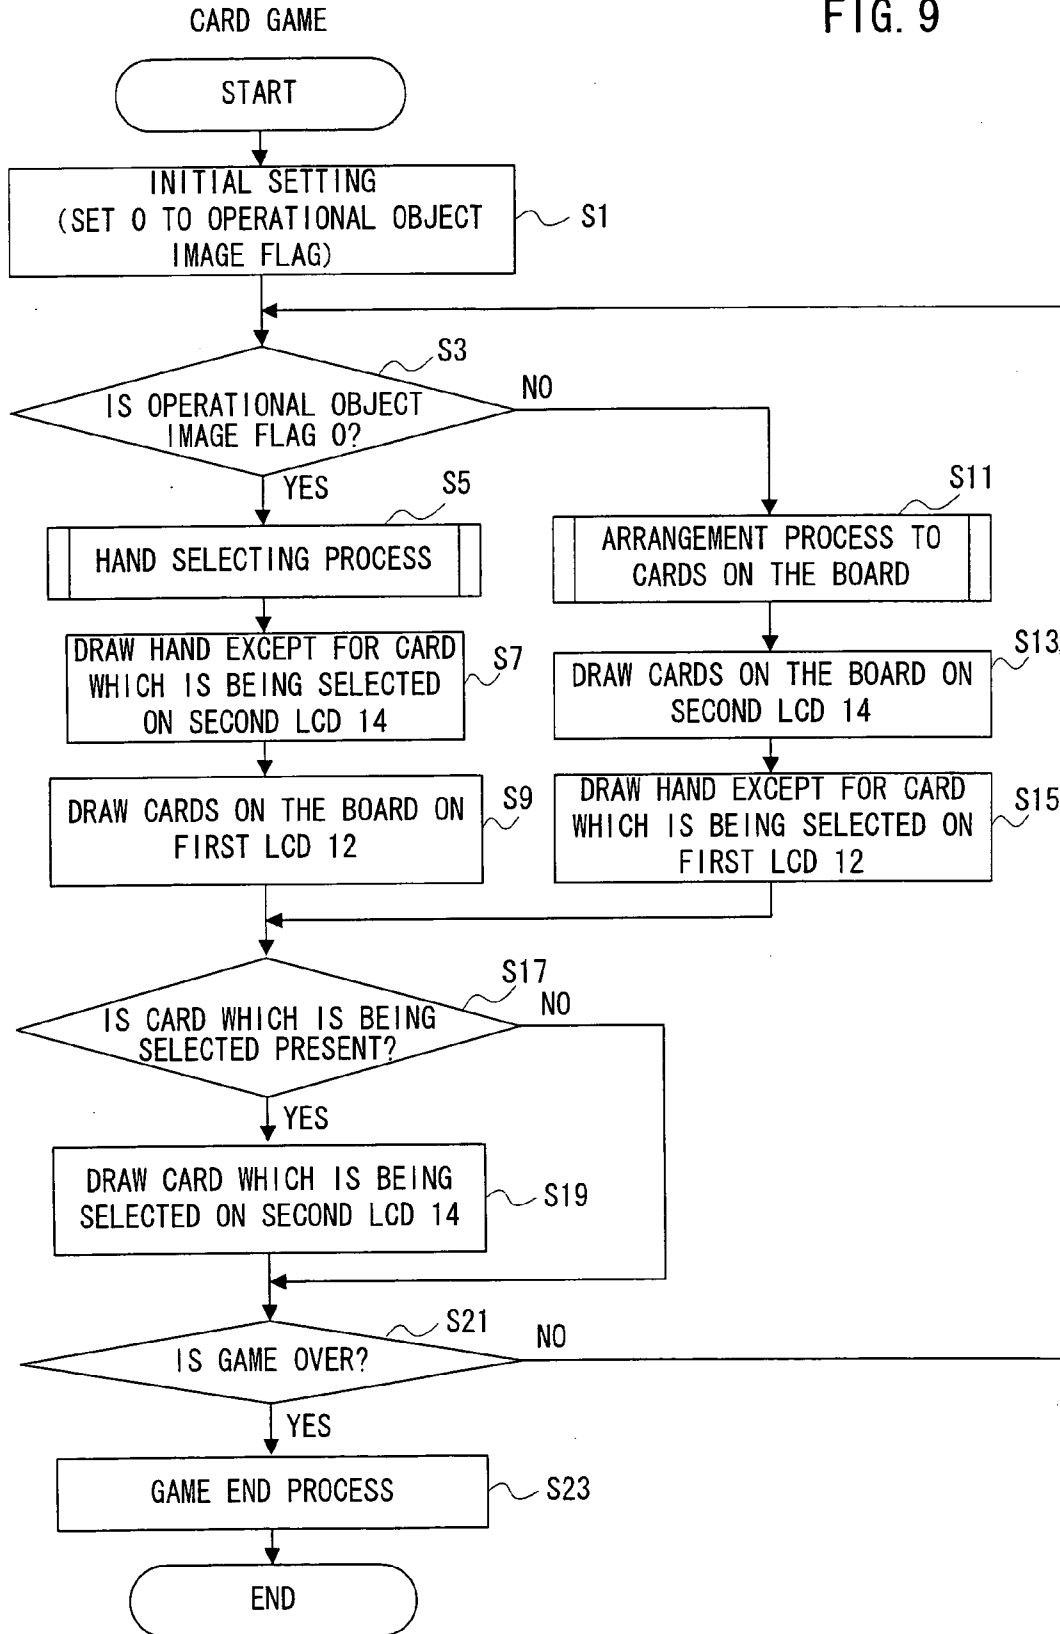 CARD GAME
FIG. 9
START
INITIAL SETTING
(SET 0 TO OPERATIONAL OBJECT
IMAGE FLAG)
S1
S3
IS OPERATIONAL OBJECT
IMAGE FLAG 0?
NO
YES
S5
HAND SELECTING PROCESS
S11
ARRANGEMENT PROCESS TO
CARDS ON THE BOARD
DRAW HAND EXCEPT FOR CARD
WHICH IS BEING SELECTED
ON SECOND LCD 14
S7
S13
DRAW CARDS ON THE BOARD ON
SECOND LCD 14
DRAW CARDS ON THE BOARD ON
FIRST LCD 12
S9
DRAW HAND EXCEPT FOR CARD
WHICH IS BEING SELECTED ON
FIRST LCD 12
S15
S17
IS CARD WHICH IS BEING
SELECTED PRESENT?
NO
YES
DRAW CARD WHICH IS BEING
SELECTED ON SECOND LCD 14
S19
S21
IS GAME OVER?
NO
YES
GAME END PROCESS
S23
END